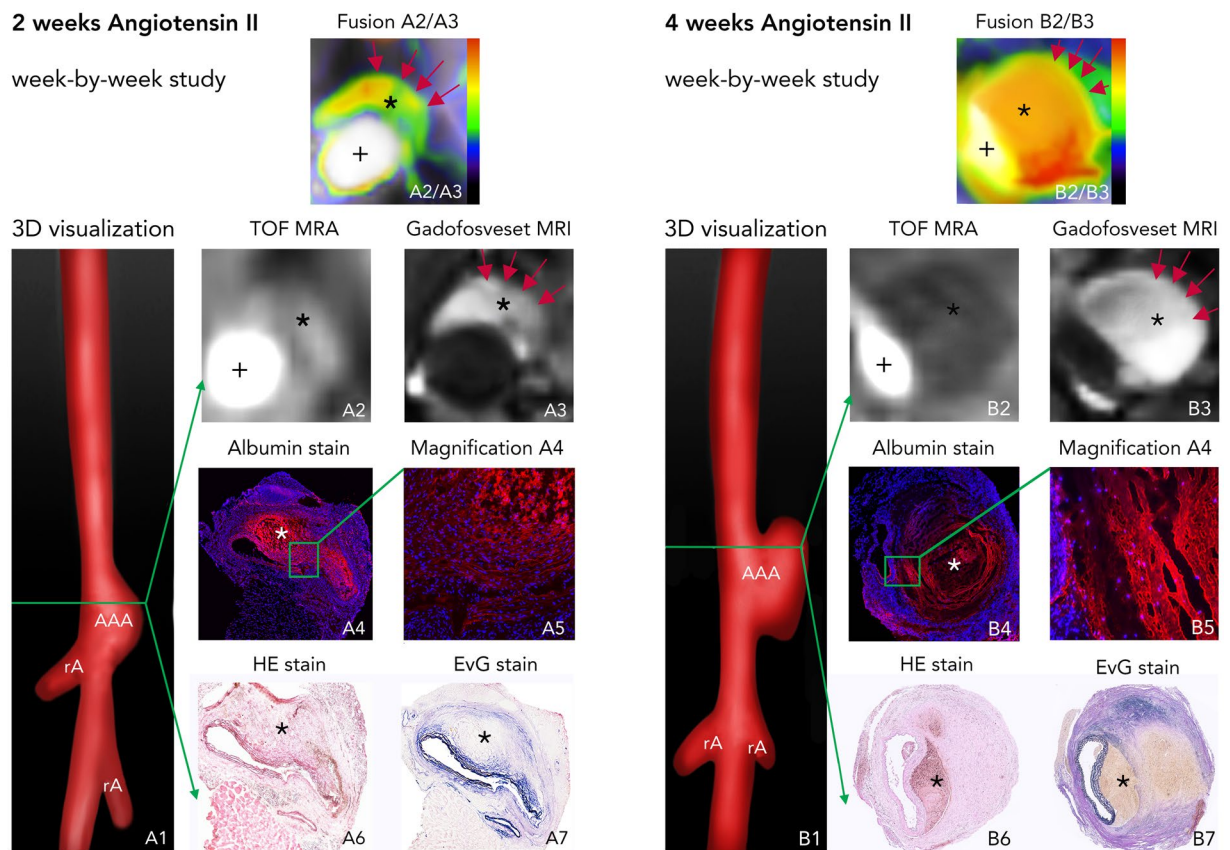 2 weeks Angiotensin II
week-by-week study
Fusion A2/A3
*
+
A2/A3
3D visualization
AAA
rA
rA
A1
TOF MRA
*
+
A2
Gadofosveset MRI
*
A3
Albumin stain
*
A4
Magnification A4
A5
HE stain
*
A6
EvG stain
*
A7
4 weeks Angiotensin II
week-by-week study
Fusion B2/B3
*
+
B2/B3
3D visualization
AAA
rA
rA
B1
TOF MRA
*
+
B2
Gadofosveset MRI
*
B3
Albumin stain
*
B4
Magnification A4
B5
HE stain
*
B6
EvG stain
*
B7